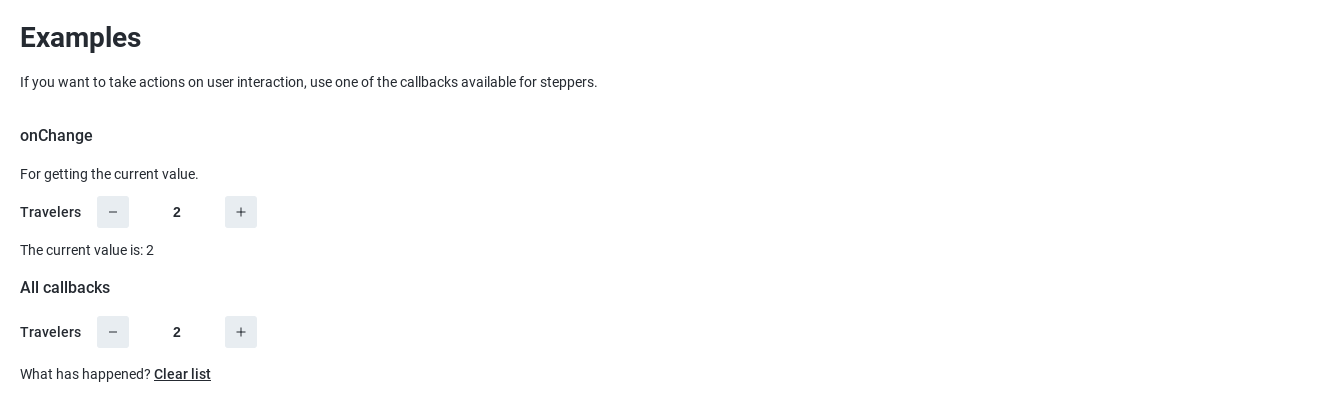 Examples
If you want to take actions on user interaction, use one of the callbacks available for steppers.
onChange
For getting the current value.
Travelers − 2 +
The current value is: 2
All callbacks
Travelers − 2 +
What has happened? Clear list